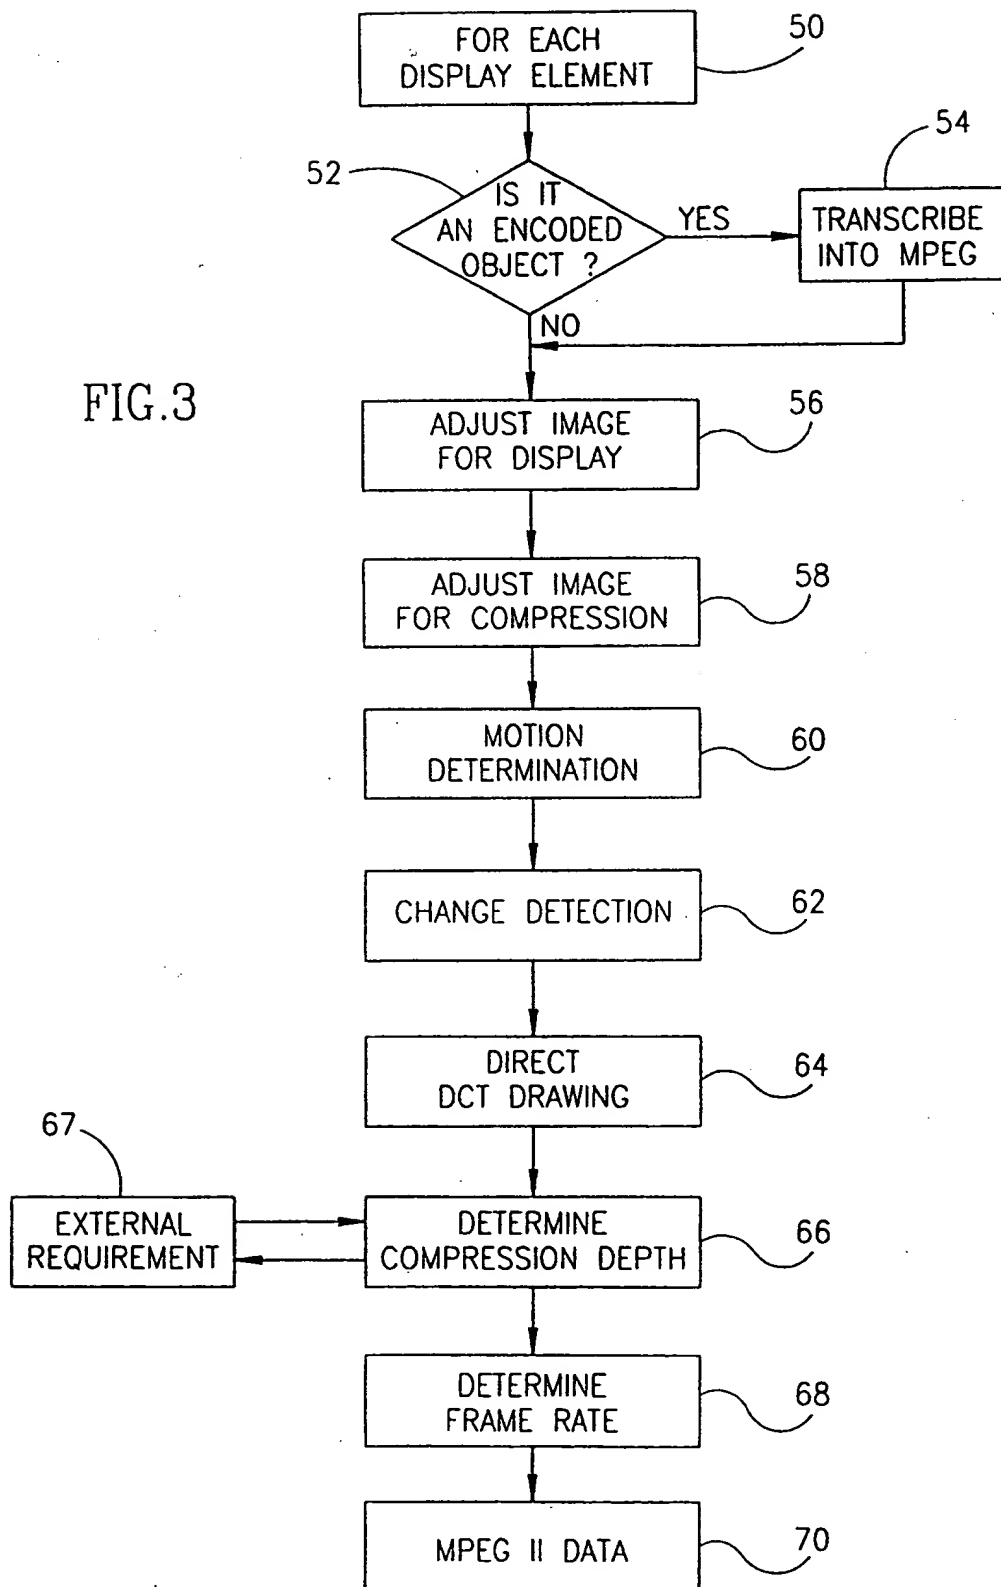 FOR EACH
DISPLAY ELEMENT
50
52
IS IT
AN ENCODED
OBJECT ?
YES
54
TRANSCRIBE
INTO MPEG
NO
FIG.3
ADJUST IMAGE
FOR DISPLAY
56
ADJUST IMAGE
FOR COMPRESSION
58
MOTION
DETERMINATION
60
CHANGE DETECTION
62
DIRECT
DCT DRAWING
64
67
EXTERNAL
REQUIREMENT
DETERMINE
COMPRESSION DEPTH
66
DETERMINE
FRAME RATE
68
MPEG II DATA
70